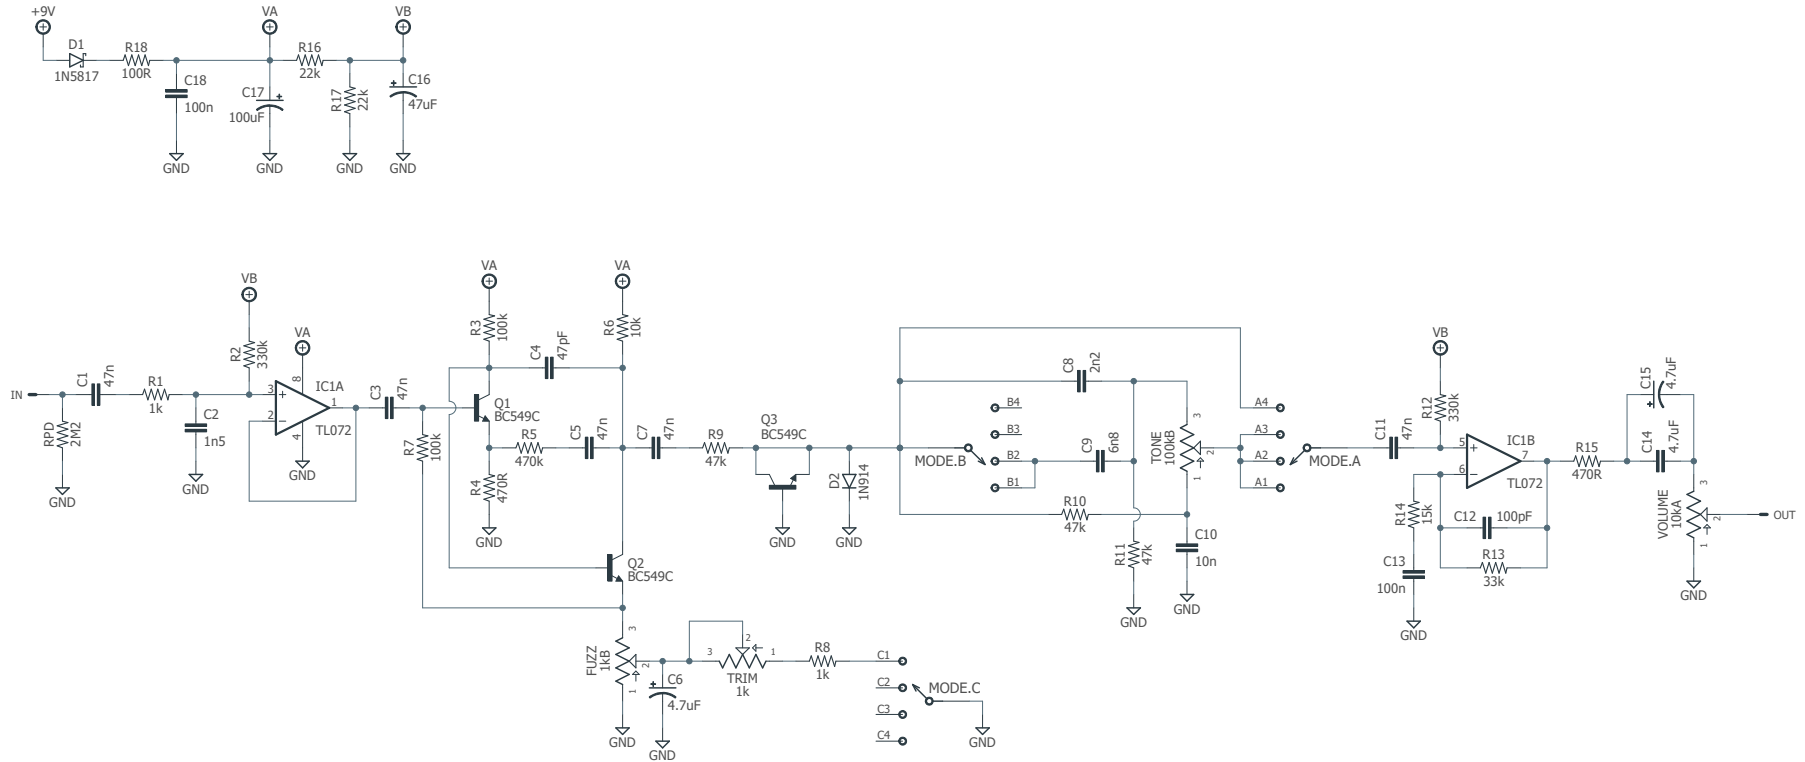 +9V
VA
VB
D1
1N5817
R18
100R
C18
100n
C17
100uF
R16
22k
R17
22k
C16
47uF
GND
GND
GND
GND
IN
RPD
2M2
GND
C1
47n
R1
1k
C2
1n5
GND
VB
R2
330k
VA
IC1A
TL072
3
2
8
4
1
GND
C3
47n
R7
100k
VA
R3
100k
C4
47pF
VA
R6
10k
Q1
BC549C
R5
470k
C5
47n
R4
470R
GND
Q2
BC549C
C7
47n
R9
47k
Q3
BC549C
GND
D2
1N914
GND
FUZZ
1kB
3
2
1
GND
C6
4.7uF
GND
TRIM
1k
3
2
1
R8
1k
C1
C2
C3
C4
MODE.C
GND
MODE.B
B4
B3
B2
B1
C8
2n2
C9
6n8
R10
47k
R11
47k
GND
TONE
100kB
3
2
1
C10
10n
GND
A4
A3
A2
A1
MODE.A
C11
47n
VB
R12
330k
IC1B
TL072
5
6
7
R14
15k
C13
100n
GND
C12
100pF
R13
33k
R15
470R
C15
4.7uF
C14
4.7uF
VOLUME
10kA
3
2
1
GND
OUT